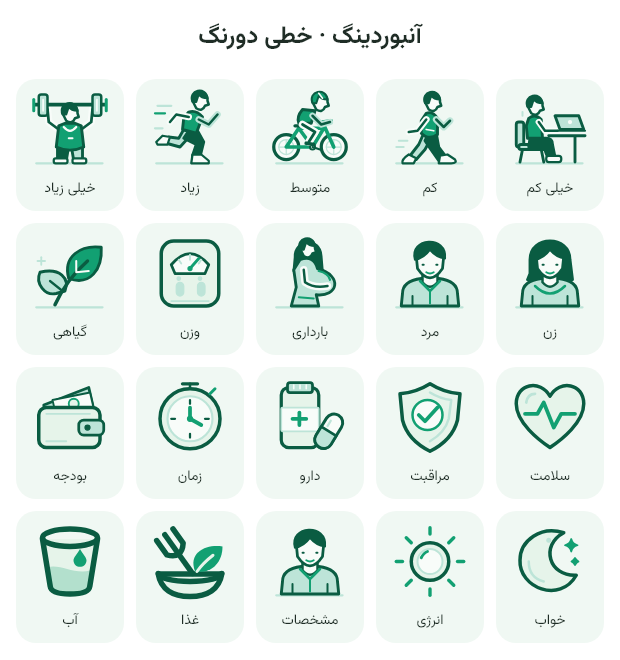 آنبوردینگ · خطی دورنگ
خیلی کم
کم
متوسط
زیاد
خیلی زیاد
زن
مرد
بارداری
وزن
گیاهی
سلامت
مراقبت
دارو
زمان
بودجه
خواب
انرژی
مشخصات
غذا
آب